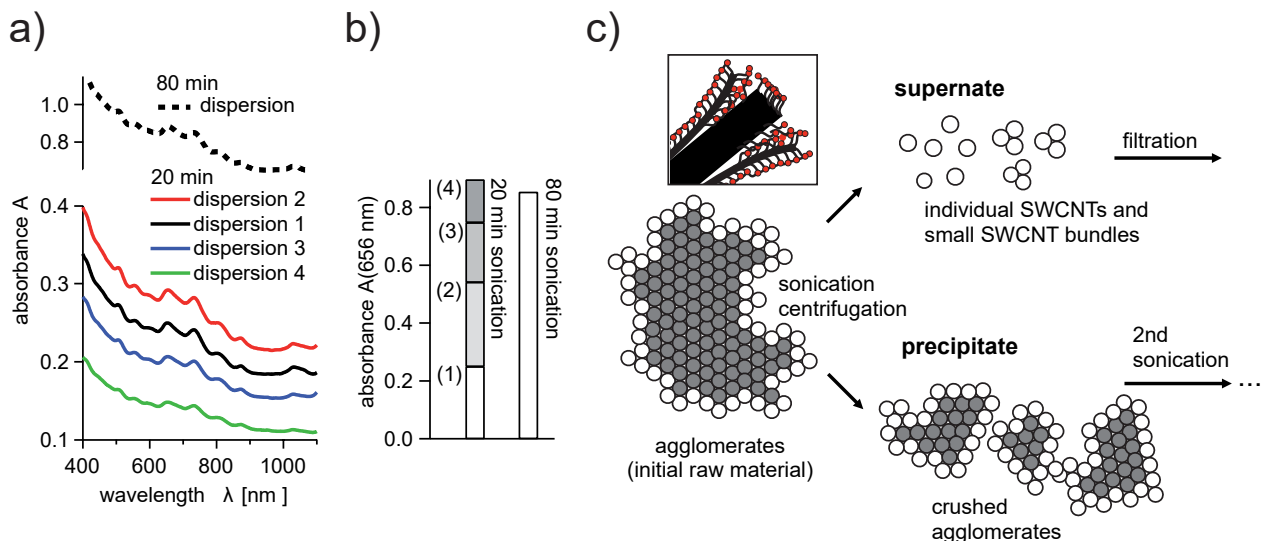 a)
80 min
dispersion
1.0
0.8
20 min
dispersion 2
dispersion 1
dispersion 3
dispersion 4
0.4
0.3
0.2
0.1
absorbance A
400
600
800
1000
wavelength λ [nm ]
b)
absorbance A(656 nm)
0.8
0.6
0.4
0.2
0.0
(4)
(3)
(2)
(1)
20 min sonication
80 min sonication
c)
supernate
filtration
individual SWCNTs and
small SWCNT bundles
sonication
centrifugation
precipitate
2nd
sonication
...
agglomerates
(initial raw material)
crushed
agglomerates